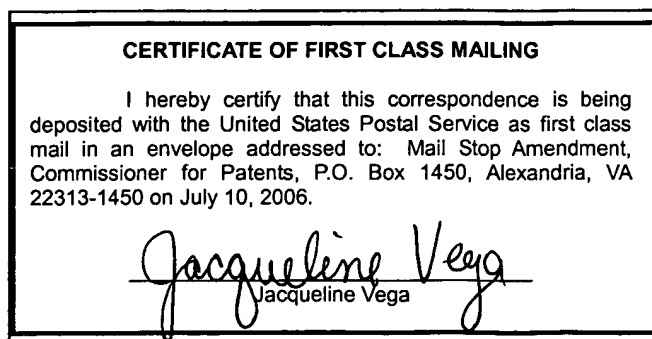 CERTIFICATE OF FIRST CLASS MAILING
I hereby certify that this correspondence is being
deposited with the United States Postal Service as first class
mail in an envelope addressed to: Mail Stop Amendment,
Commissioner for Patents, P.O. Box 1450, Alexandria, VA
22313-1450 on July 10, 2006.
Jacqueline Vega
Jacqueline Vega